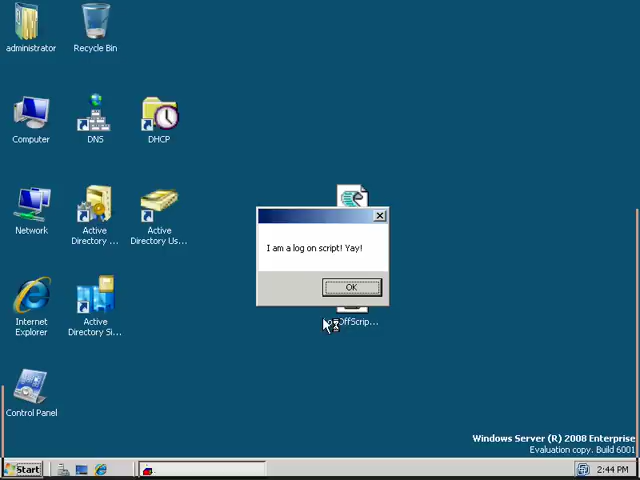 administrator
Recycle Bin
Computer
DNS
DHCP
Network
Active
Directory ...
Active
Directory Us...
I am a log on script! Yay!
OK
OffScrip...
Internet
Explorer
Active
Directory Si...
Control Panel
Windows Server (R) 2008 Enterprise
Evaluation copy. Build 6001
Start
2:44 PM